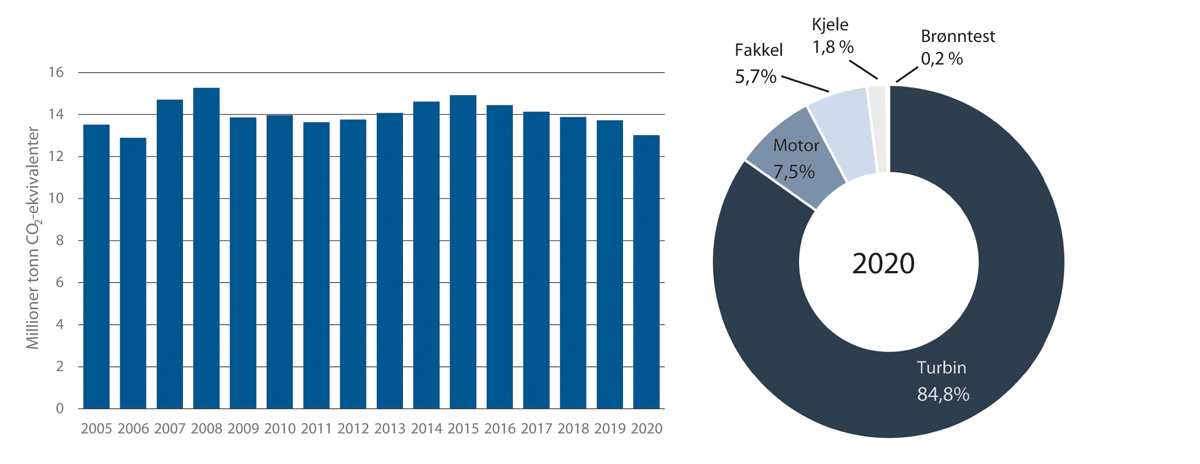 Millioner tonn CO₂-ekvivalenter
16
14
12
10
8
6
4
2
0
2005 2006 2007 2008 2009 2010 2011 2012 2013 2014 2015 2016 2017 2018 2019 2020
Kjele
1,8 %
Brønntest
0,2 %
Fakkel
5,7%
Motor
7,5%
2020
Turbin
84,8%